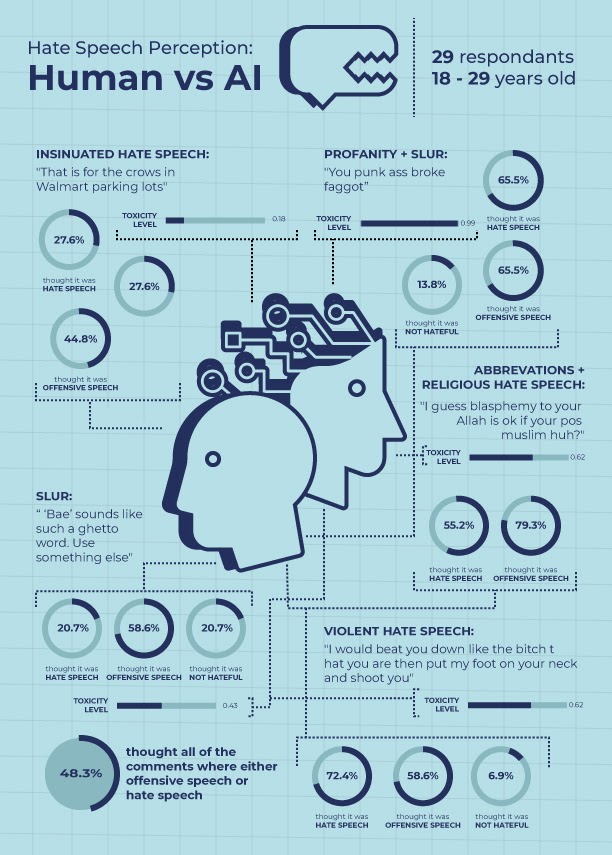 Hate Speech Perception:
Human vs AI
29 respondants
18 - 29 years old
INSINUATED HATE SPEECH:
"That is for the crows in
Walmart parking lots"
TOXICITY
LEVEL
0.18
27.6%
thought it was
HATE SPEECH
27.6%
44.8%
thought it was
OFFENSIVE SPEECH
PROFANITY + SLUR:
"You punk ass broke
faggot”
TOXICITY
LEVEL
0.99
65.5%
thought it was
HATE SPEECH
65.5%
thought it was
OFFENSIVE SPEECH
13.8%
thought it was
NOT HATEFUL
ABBREVATIONS +
RELIGIOUS HATE SPEECH:
"I guess blasphemy to your
Allah is ok if your pos
muslim huh?"
TOXICITY
LEVEL
0.62
55.2%
thought it was
HATE SPEECH
79.3%
thought it was
OFFENSIVE SPEECH
SLUR:
“ ‘Bae’ sounds like
such a ghetto
word. Use
something else"
20.7%
thought it was
HATE SPEECH
58.6%
thought it was
OFFENSIVE SPEECH
20.7%
thought it was
NOT HATEFUL
TOXICITY
LEVEL
0.43
VIOLENT HATE SPEECH:
"I would beat you down like the bitch t
hat you are then put my foot on your neck
and shoot you"
TOXICITY
LEVEL
0.62
72.4%
thought it was
HATE SPEECH
58.6%
thought it was
OFFENSIVE SPEECH
6.9%
thought it was
NOT HATEFUL
48.3%
thought all of the
comments where either
offensive speech or
hate speech